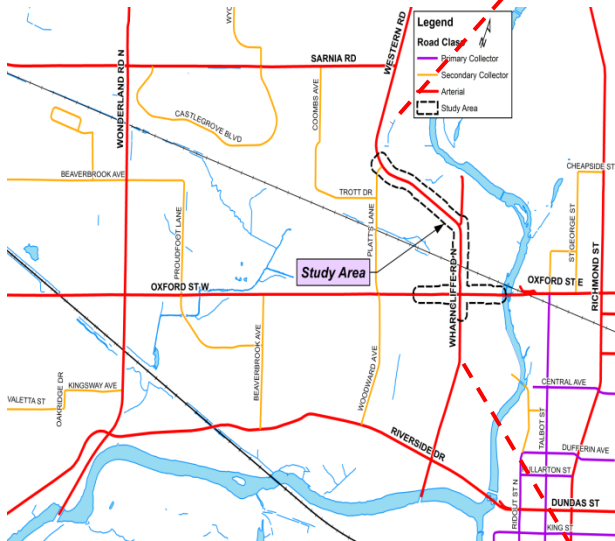 Legend
Road Class
Primary Collector
Secondary Collector
Arterial
Study Area
WONDERLAND RD N
SARNIA RD
WESTERN RD
COOMBS AVE
CASTLEGROVE BLVD
CHEAPSIDE ST
BEAVERBROOK AVE
TROTT DR
PROUDFOOT LANE
PLATT'S LANE
ST GEORGE ST
RICHMOND ST
Study Area
WHARNCLIFFE RD N
OXFORD ST W
OXFORD ST E
BEAVERBROOK AVE
WOODWARD AVE
OAKRIDGE DR
KINGSWAY AVE
VALETTA ST
CENTRAL AVE
TALBOT ST
RIVERSIDE DR
DUFFERIN AVE
ULLARTON ST
RIDOUT ST N
DUNDAS ST
KING ST